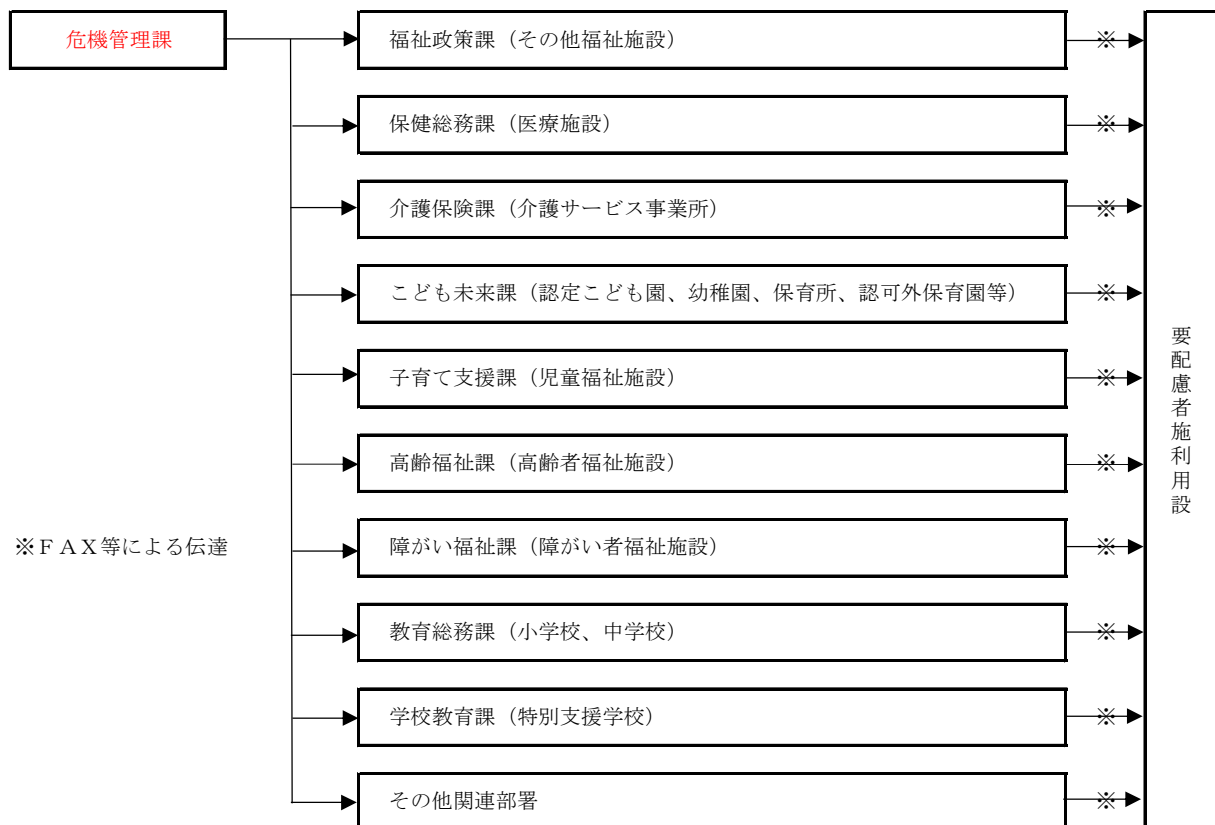 危機管理課
福祉政策課（その他福祉施設）
※
保健総務課（医療施設）
※
介護保険課（介護サービス事業所）
※
こども未来課（認定こども園、幼稚園、保育所、認可外保育園等）
※
子育て支援課（児童福祉施設）
※
高齢福祉課（高齢者福祉施設）
※
障がい福祉課（障がい者福祉施設）
※
教育総務課（小学校、中学校）
※
学校教育課（特別支援学校）
※
その他関連部署
※
要配慮者施利用設
※ＦＡＸ等による伝達